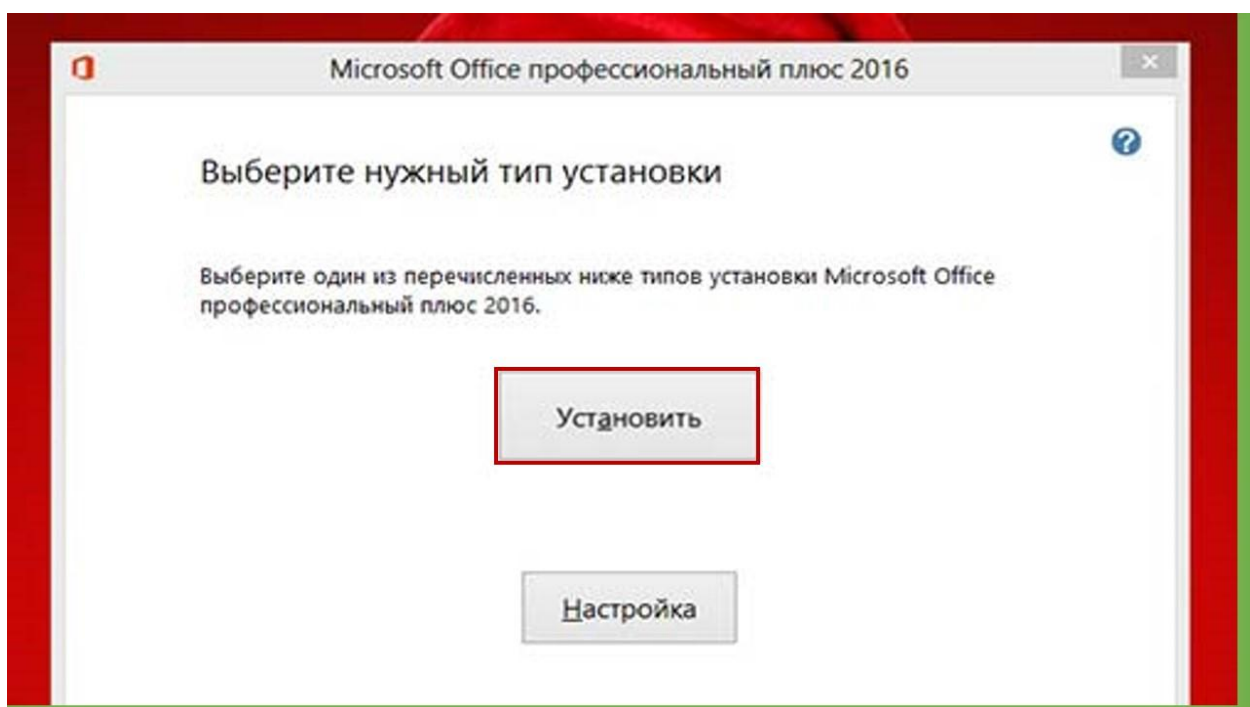 Microsoft Office профессиональный плюс 2016
Выберите нужный тип установки
Выберите один из перечисленных ниже типов установки Microsoft Office
профессиональный плюс 2016.
Установить
Настройка